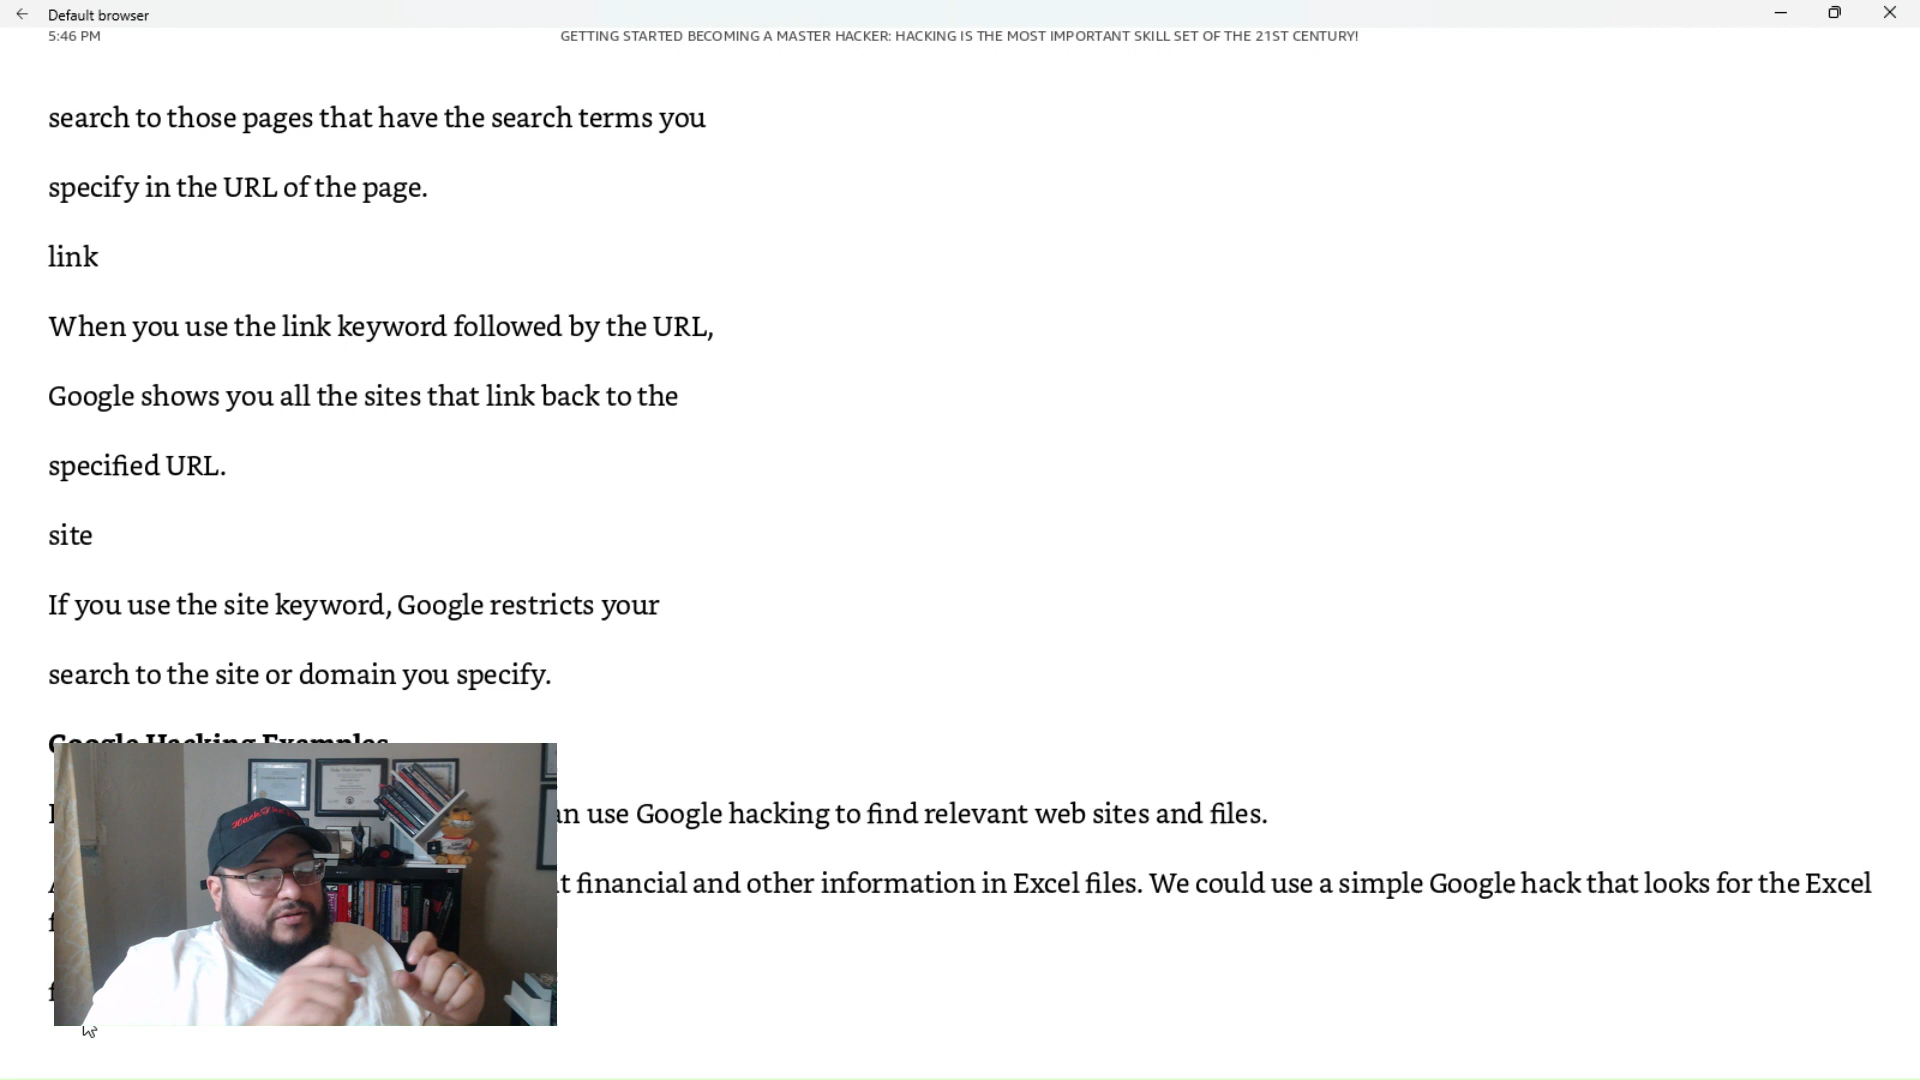 Default browser
5:46 PM
GETTING STARTED BECOMING A MASTER HACKER: HACKING IS THE MOST IMPORTANT SKILL SET OF THE 21ST CENTURY!
search to those pages that have the search terms you
specify in the URL of the page.
link
When you use the link keyword followed by the URL,
Google shows you all the sites that link back to the
specified URL.
site
If you use the site keyword, Google restricts your
search to the site or domain you specify.
Google Hacking Examples
use Google hacking to find relevant web sites and files.
financial and other information in Excel files. We could use a simple Google hack that looks for the Excel